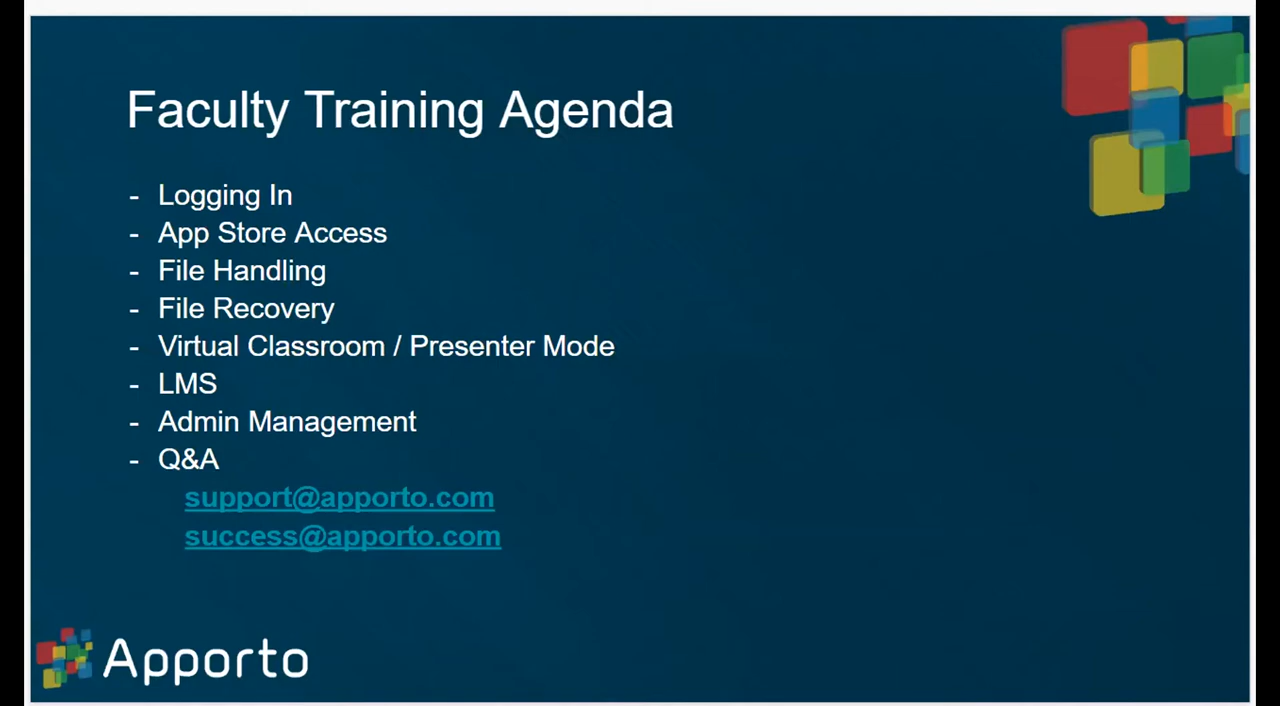 Faculty Training Agenda
- Logging In
- App Store Access
- File Handling
- File Recovery
- Virtual Classroom / Presenter Mode
- LMS
- Admin Management
- Q&A
support@apporto.com
success@apporto.com
Apporto